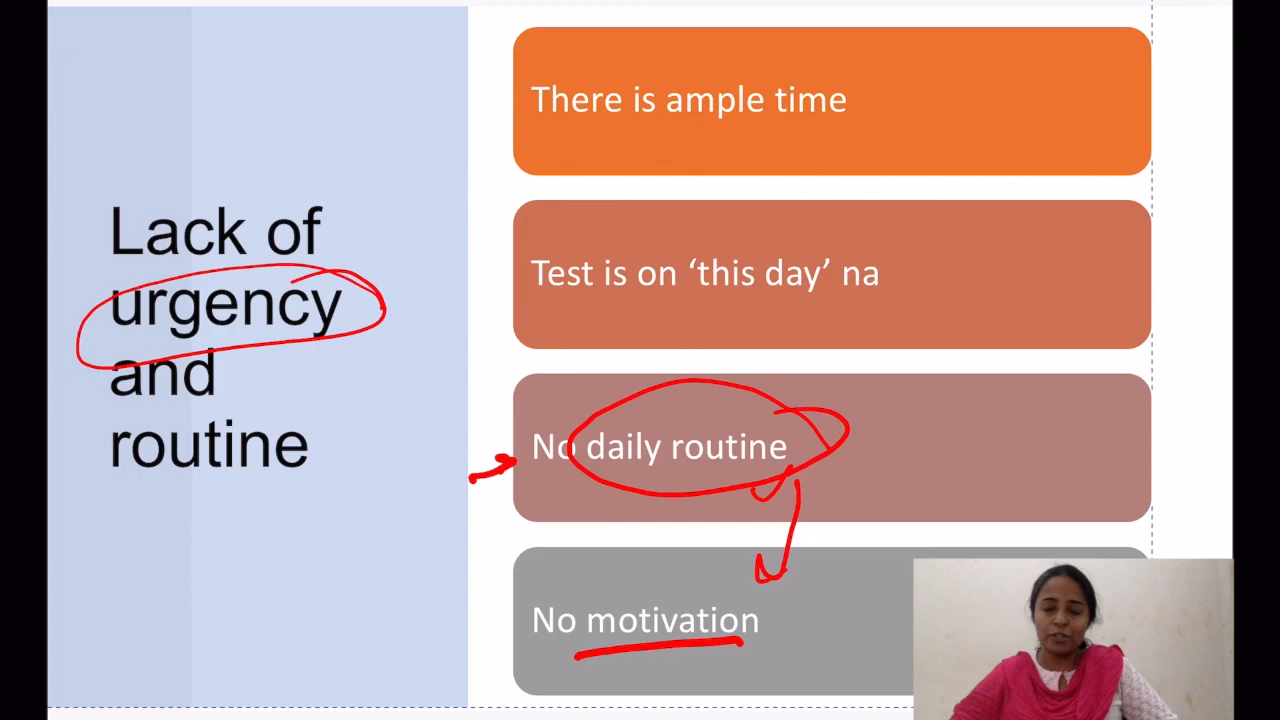 Lack of
urgency
and
routine
There is ample time
Test is on ‘this day’ na
No daily routine
No motivation